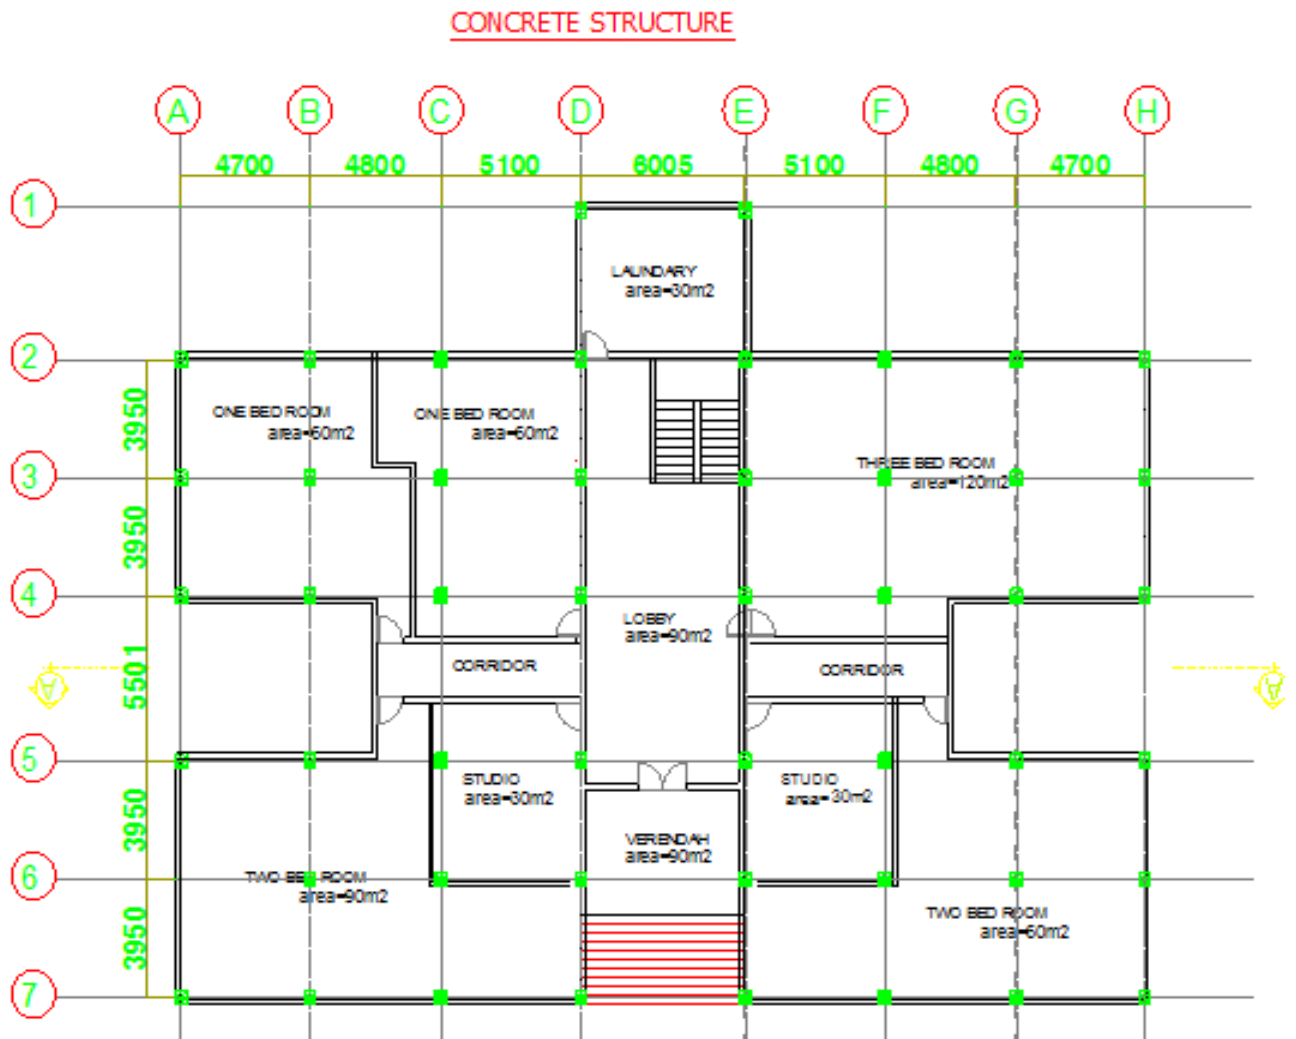 CONCRETE STRUCTURE
A B C D E F G H
4700 4800 5100 6005 5100 4800 4700
1
LAUNDARY
area=30m2
2
3950
ONE BED ROOM
area=60m2
ONE BED ROOM
area=60m2
THREE BED ROOM
area=120m2
3
3950
4
LOBBY
area=90m2
5501
CORRIDOR
CORRIDOR
A
A
5
STUDIO
area=30m2
STUDIO
area=30m2
3950
VERENDAH
area=90m2
6
TWO BED ROOM
area=90m2
TWO BED ROOM
area=60m2
3950
7